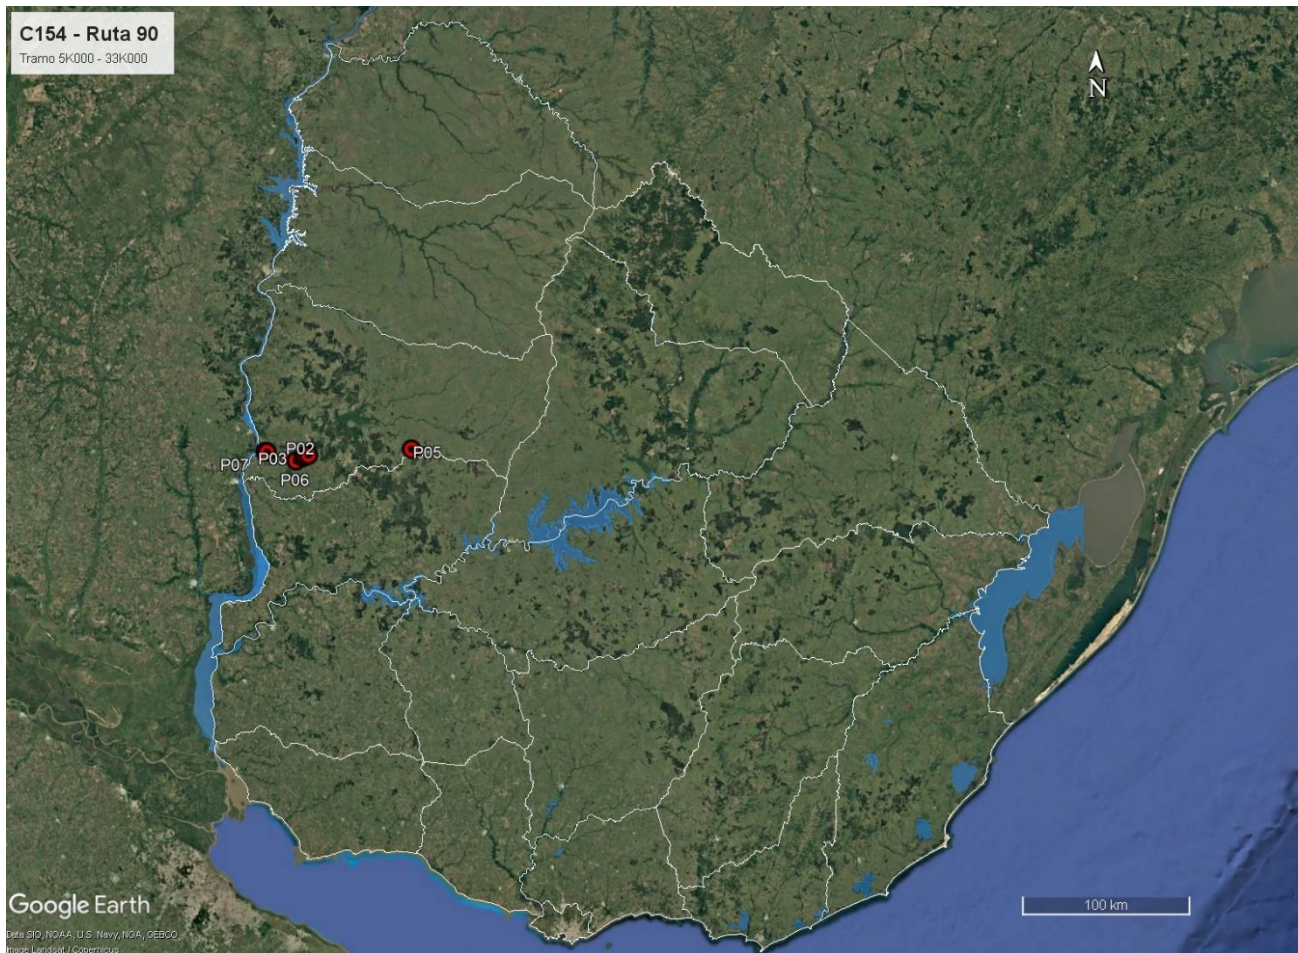 C154 - Ruta 90
Tramo 5K000 - 33K000
N
P02
P05
P07
P03
P06
100 km
Google Earth
Data SIO, NOAA, U.S. Navy, NGA, GEBCO
Image Landsat / Copernicus